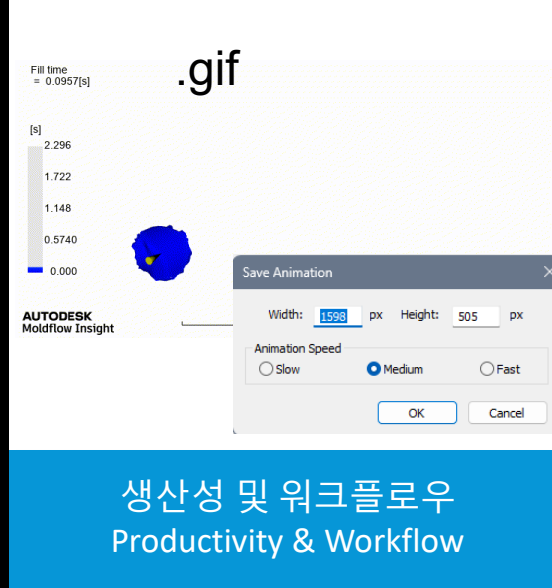 .gif
Fill time
= 0.0957[s]
[s]
2.296
1.722
1.148
0.5740
0.000
AUTODESK
Moldflow Insight
Save Animation
Width: 1598 px Height: 505 px
Animation Speed
Slow Medium Fast
OK Cancel
생산성 및 워크플로우
Productivity & Workflow